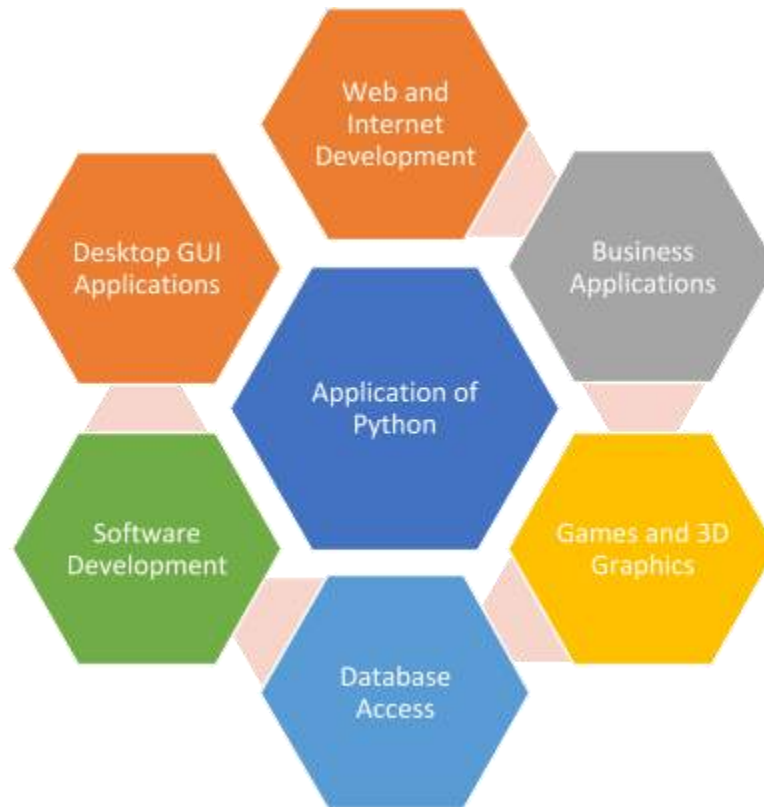 Web and
Internet
Development
Business
Applications
Games and 3D
Graphics
Database
Access
Software
Development
Desktop GUI
Applications
Application of
Python